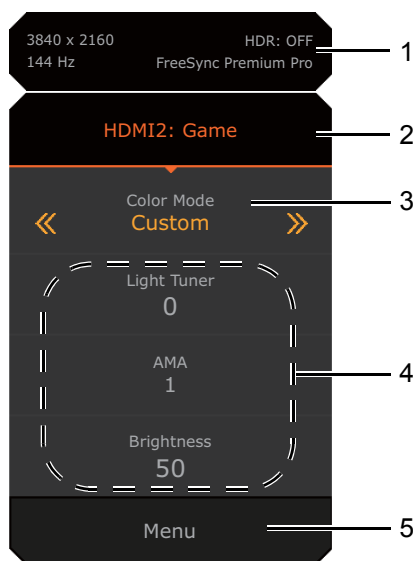 3840 x 2160 HDR: OFF
144 Hz FreeSync Premium Pro
1
HDMI2: Game
2
Color Mode
3
Custom
Light Tuner
0
AMA
1
4
Brightness
50
Menu
5